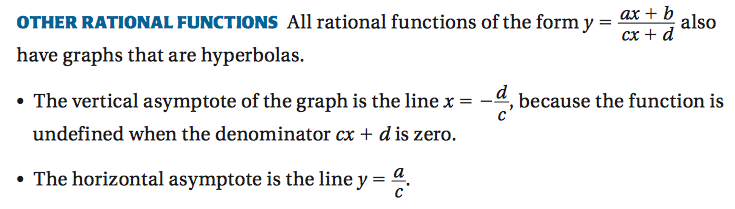 OTHER RATIONAL FUNCTIONS All rational functions of the form y = \frac{ax + b}{cx + d} also
have graphs that are hyperbolas.
• The vertical asymptote of the graph is the line x = -\frac{d}{c}, because the function is
undefined when the denominator cx + d is zero.
• The horizontal asymptote is the line y = \frac{a}{c}.